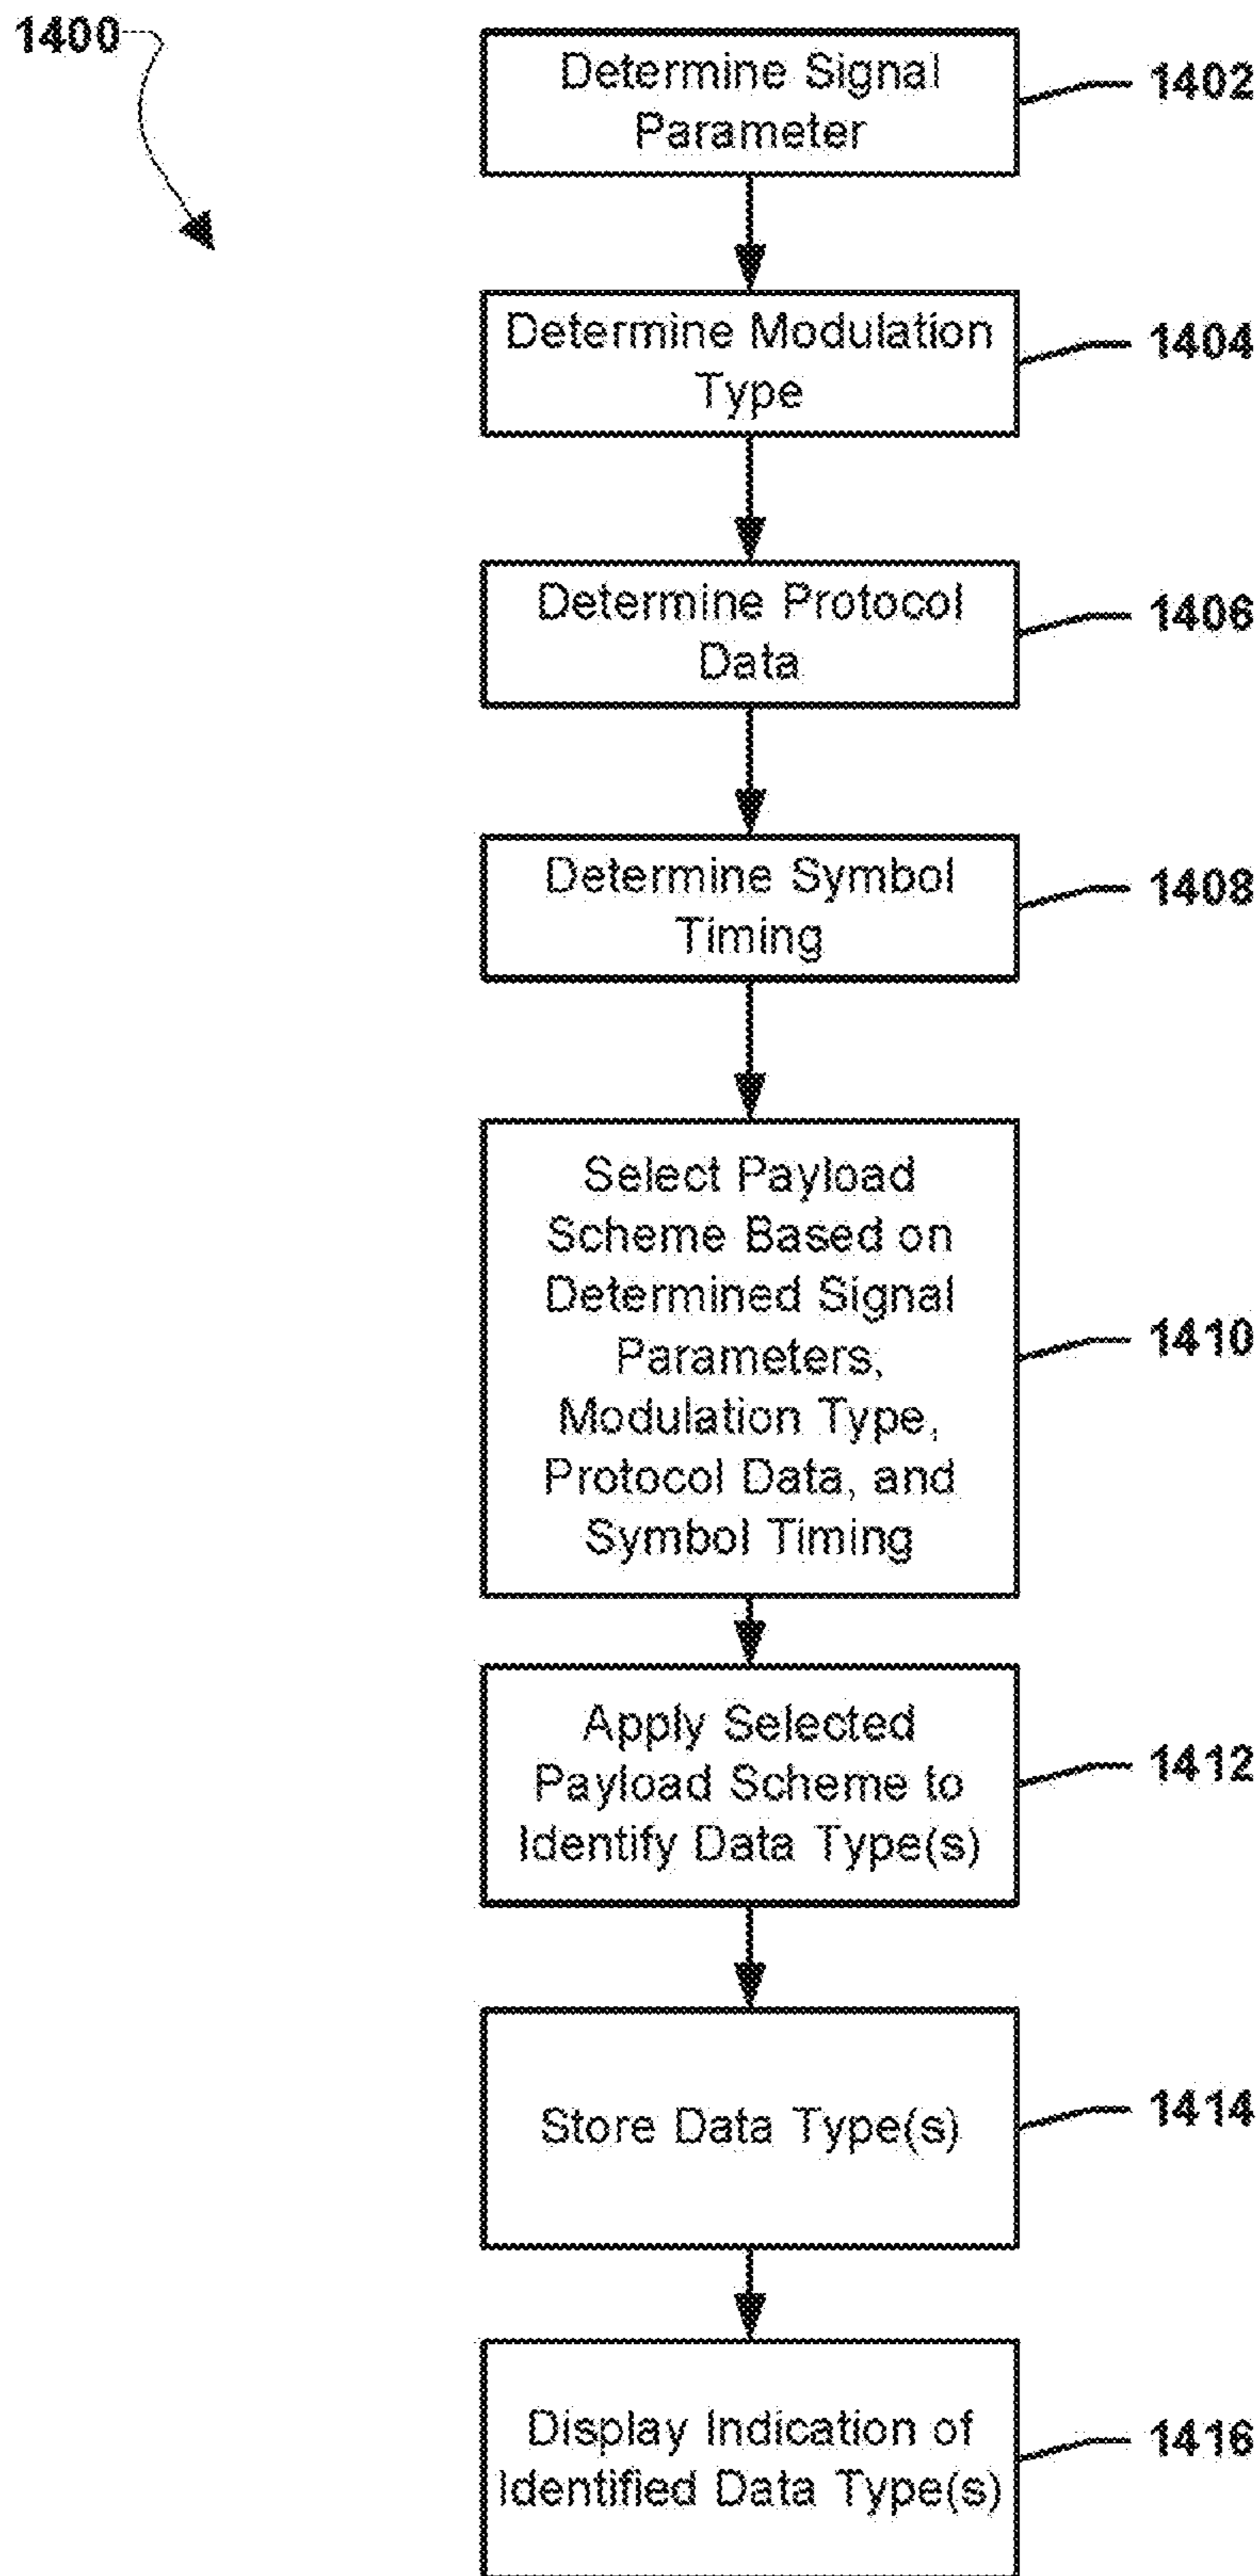 1400
Determine Signal
Parameter
1402
Determine Modulation
Type
1404
Determine Protocol
Data
1406
Determine Symbol
Timing
1408
Select Payload
Scheme Based on
Determined Signal
Parameters,
Modulation Type,
Protocol Data, and
Symbol Timing
1410
Apply Selected
Payload Scheme to
Identify Data Type(s)
1412
Store Data Type(s)
1414
Display Indication of
Identified Data Type(s)
1416